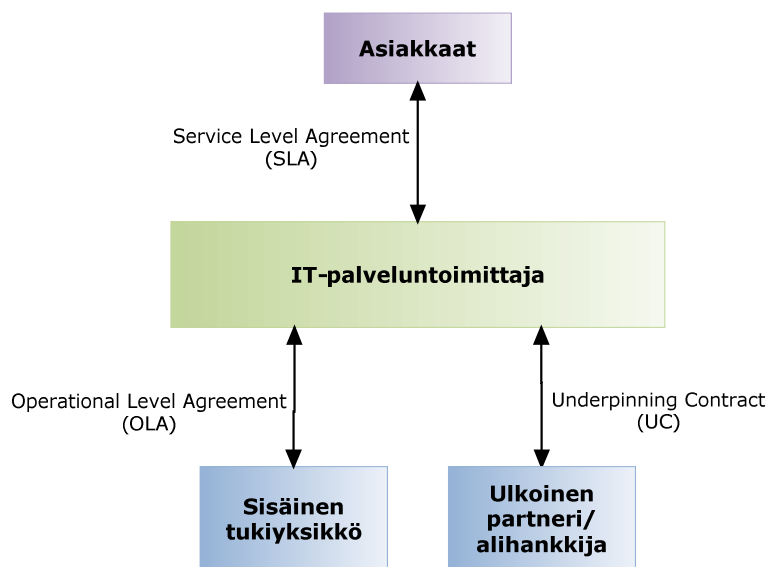 Asiakkaat
Service Level Agreement
(SLA)
IT-palveluntoimittaja
Operational Level Agreement
(OLA)
Underpinning Contract
(UC)
Sisäinen
tukiyksikkö
Ulkoinen
partneri/
alihankkija